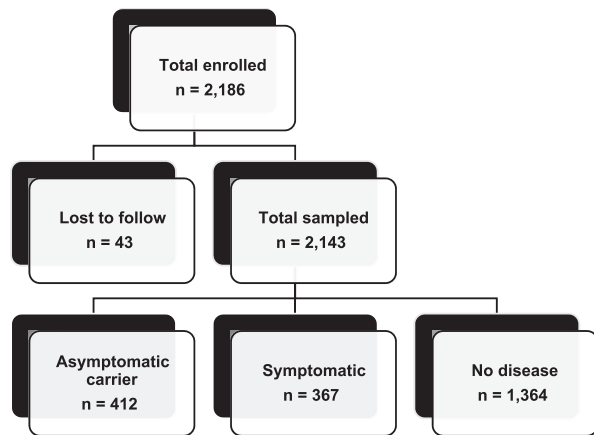 Total enrolled
n = 2,186
Lost to follow
n = 43
Total sampled
n = 2,143
Asymptomatic
carrier
n = 412
Symptomatic
n = 367
No disease
n = 1,364